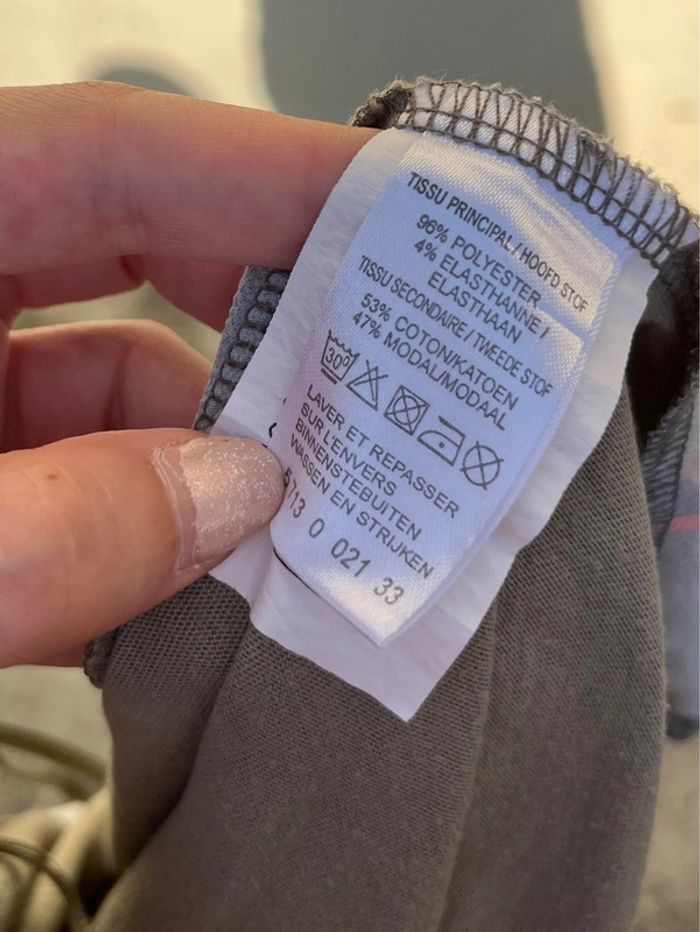 TISSU PRINCIPAL / HOOFD STOF
96% POLYESTER
4% ELASTHANNE /
ELASTHAAN
TISSU SECONDAIRE / TWEEDE STOF
53% COTON/KATOEN
47% MODAL/MODAAL
30°
LAVER ET REPASSER
SUR L'ENVERS
BINNENSTEBUITEN
WASSEN EN STRIJKEN
113 0 021 33